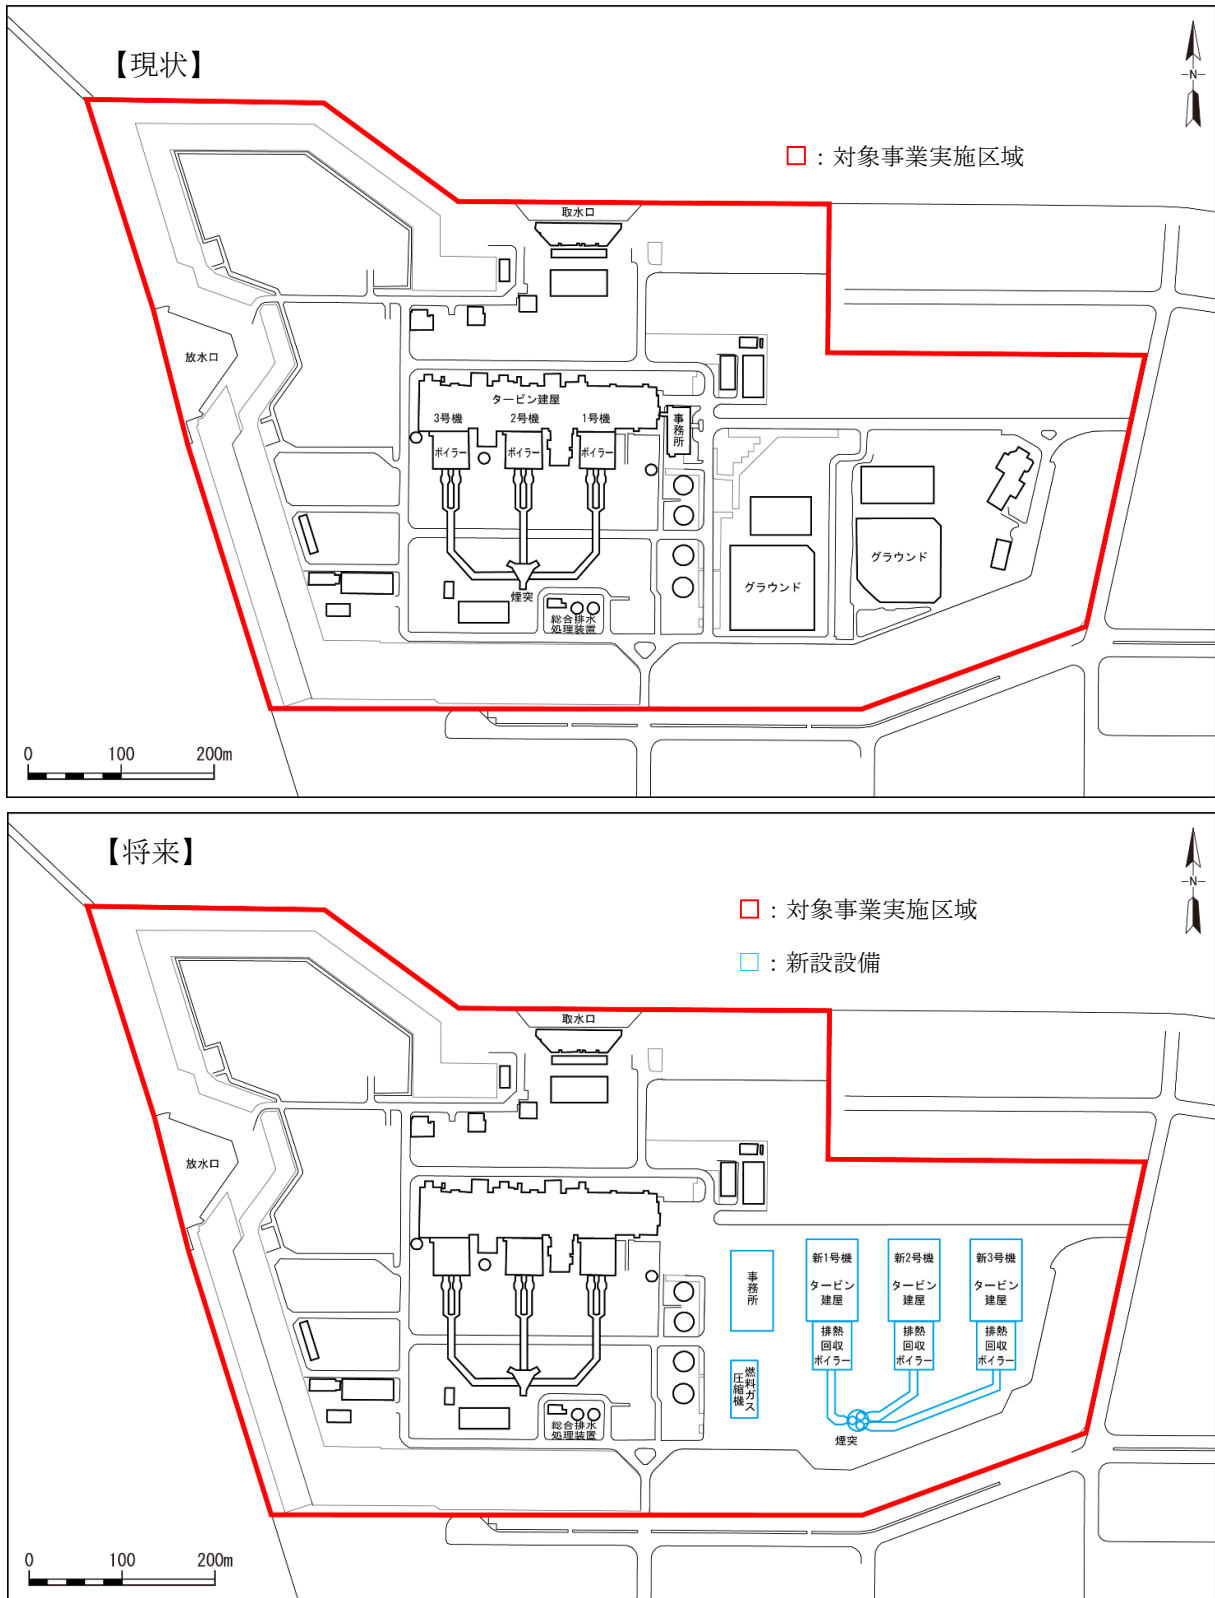 【現状】
N
：対象事業実施区域
取水口
放水口
タービン建屋
3号機
2号機
1号機
事務所
ボイラー
ボイラー
ボイラー
グラウンド
グラウンド
煙突
総合排水
処理装置
0 100 200m
【将来】
N
：対象事業実施区域
：新設設備
取水口
放水口
新1号機
新2号機
新3号機
事務所
タービン
建屋
タービン
建屋
タービン
建屋
排熱
回収
ボイラー
排熱
回収
ボイラー
排熱
回収
ボイラー
燃料ガス
圧縮機
煙突
総合排水
処理装置
0 100 200m